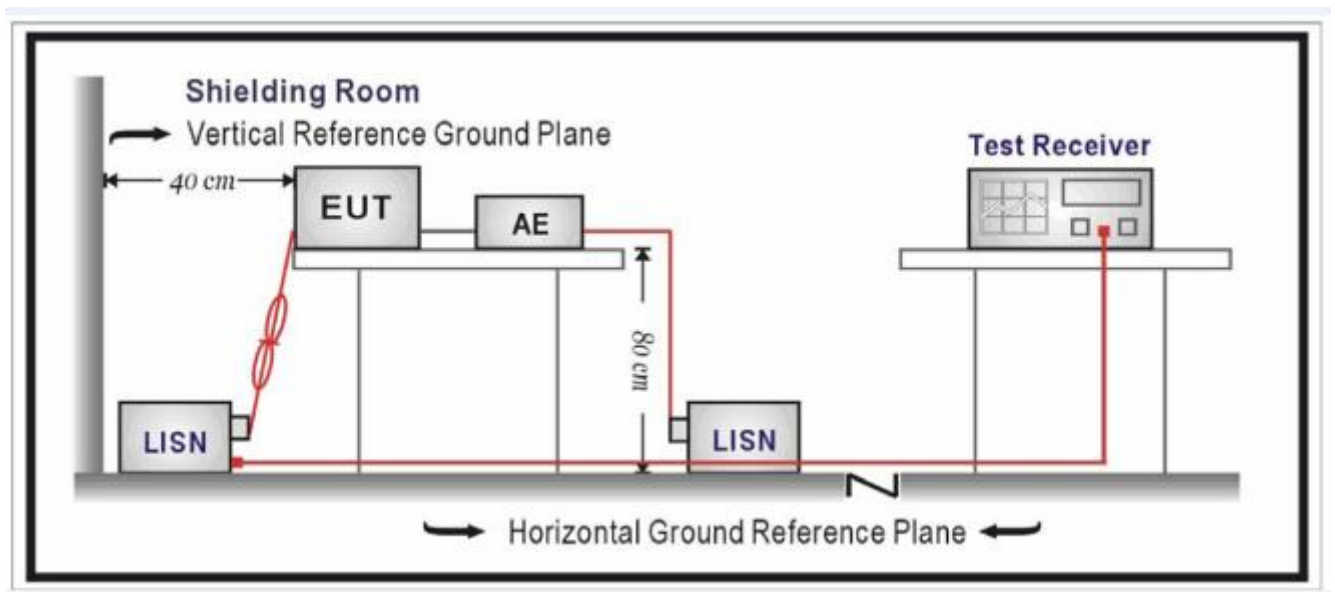 Shielding Room
Vertical Reference Ground Plane
Test Receiver
40 cm
EUT
AE
80 cm
LISN
LISN
Horizontal Ground Reference Plane